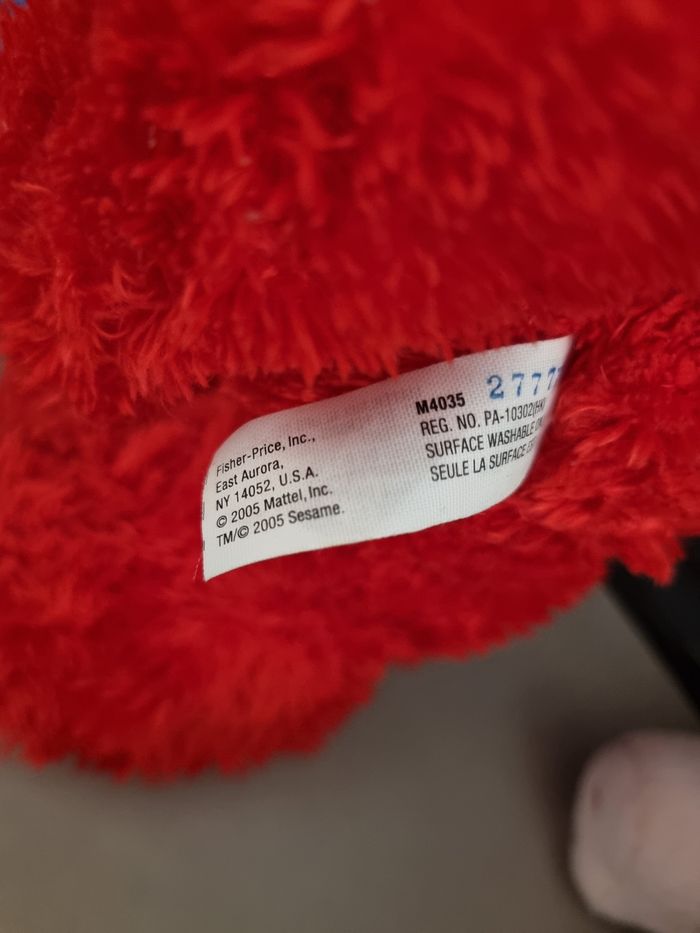 Fisher-Price, Inc.,
East Aurora,
NY 14052, U.S.A.
© 2005 Mattel, Inc.
TM/© 2005 Sesame.
M4035 2777
REG. NO. PA-10302(HK)
SURFACE WASHABLE
SEULE LA SURFACE